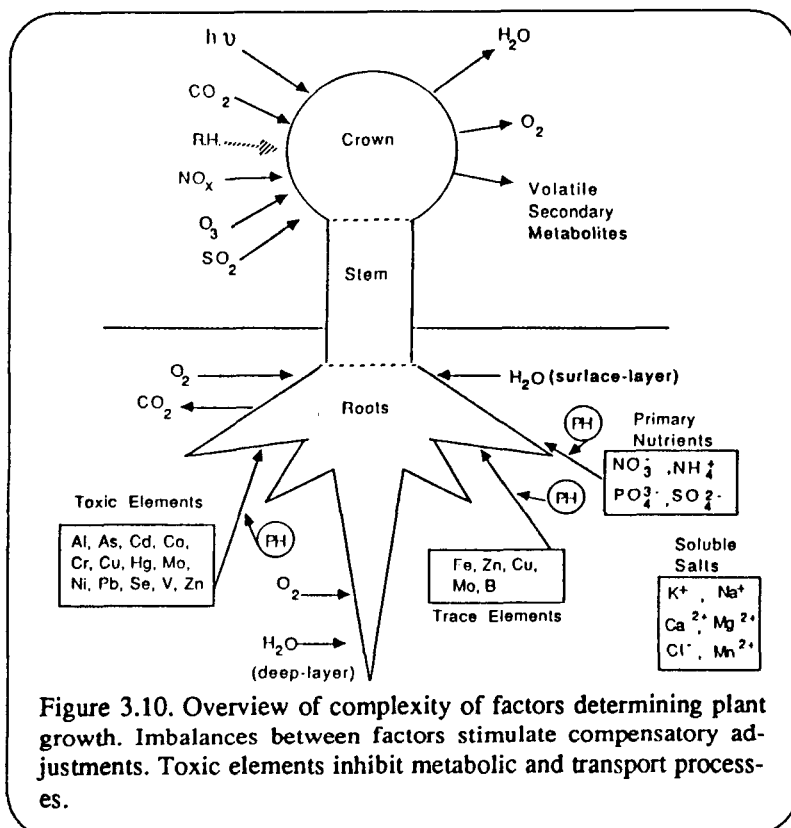 hυ
H₂O
CO₂
O₂
Crown
R.H.
NOₓ
Volatile
Secondary
Metabolites
O₃
SO₂
Stem
O₂
H₂O (surface-layer)
CO₂
Roots
PH
Primary
Nutrients
NO₃⁻, NH₄⁺
PO₄³⁻, SO₄²⁻
Toxic Elements
PH
PH
Al, As, Cd, Co,
Cr, Cu, Hg, Mo,
Ni, Pb, Se, V, Zn
Fe, Zn, Cu,
Mo, B
Trace Elements
Soluble
Salts
K⁺, Na⁺
Ca²⁺, Mg²⁺
Cl⁻, Mn²⁺
O₂
H₂O
(deep-layer)
Figure 3.10. Overview of complexity of factors determining plant
growth. Imbalances between factors stimulate compensatory ad-
justments. Toxic elements inhibit metabolic and transport process-
es.